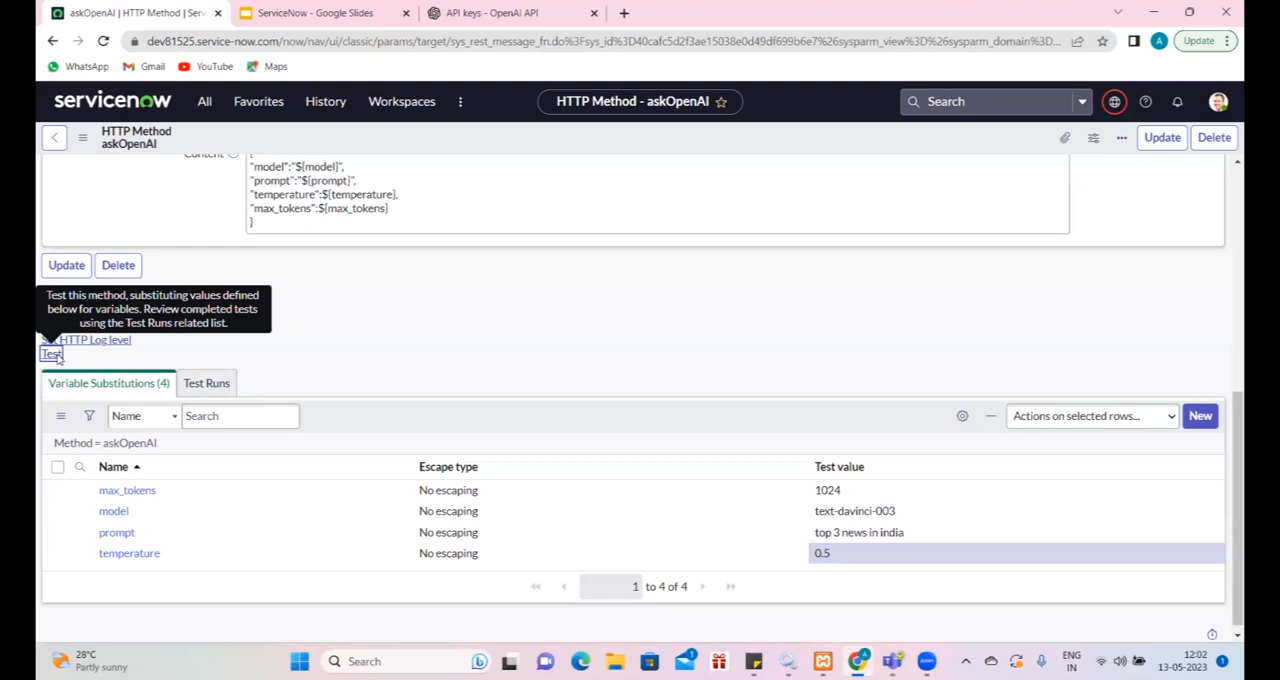 askOpenAI | HTTP Method | Serv
ServiceNow - Google Slides
API keys - OpenAI API
dev81525.service-now.com/now/nav/ui/classic/params/target/sys_rest_message_fn.do%3Fsys_id%3D40cafc5d2f3ae15038e0d49df699b6e7%26sysparm_view%3D%26sysparm_domain%3D...
A
Update
WhatsApp
Gmail
YouTube
Maps
servicenow
All
Favorites
History
Workspaces
HTTP Method - askOpenAI
Search
HTTP Method
askOpenAI
Update
Delete
Content
{
"model":"${model}",
"prompt":"${prompt}",
"temperature":${temperature},
"max_tokens":${max_tokens}
}
Update
Delete
Test this method, substituting values defined
below for variables. Review completed tests
using the Test Runs related list.
HTTP Log level
Test
Variable Substitutions (4)
Test Runs
Name
Search
Actions on selected rows...
New
Method = askOpenAI
Name
Escape type
Test value
max_tokens
No escaping
1024
model
No escaping
text-davinci-003
prompt
No escaping
top 3 news in india
temperature
No escaping
0.5
1 to 4 of 4
28°C
Partly sunny
Search
1
A
zoom
ENG
IN
12:02
13-05-2023
1